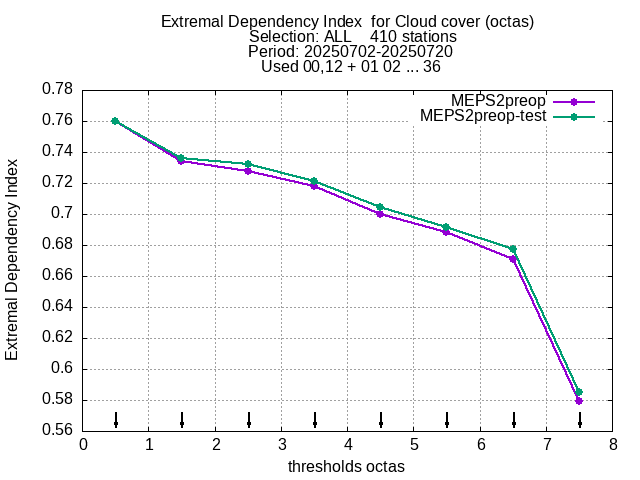 Extremal Dependency Index  for Cloud cover (octas)
Selection: ALL    410 stations
Period: 20250702-20250720
Used 00,12 + 01 02 ... 36
MEPS2preop
MEPS2preop-test
0.78
0.76
0.74
0.72
0.7
0.68
0.66
0.64
0.62
0.6
0.58
0.56
Extremal Dependency Index
0 1 2 3 4 5 6 7 8
thresholds octas